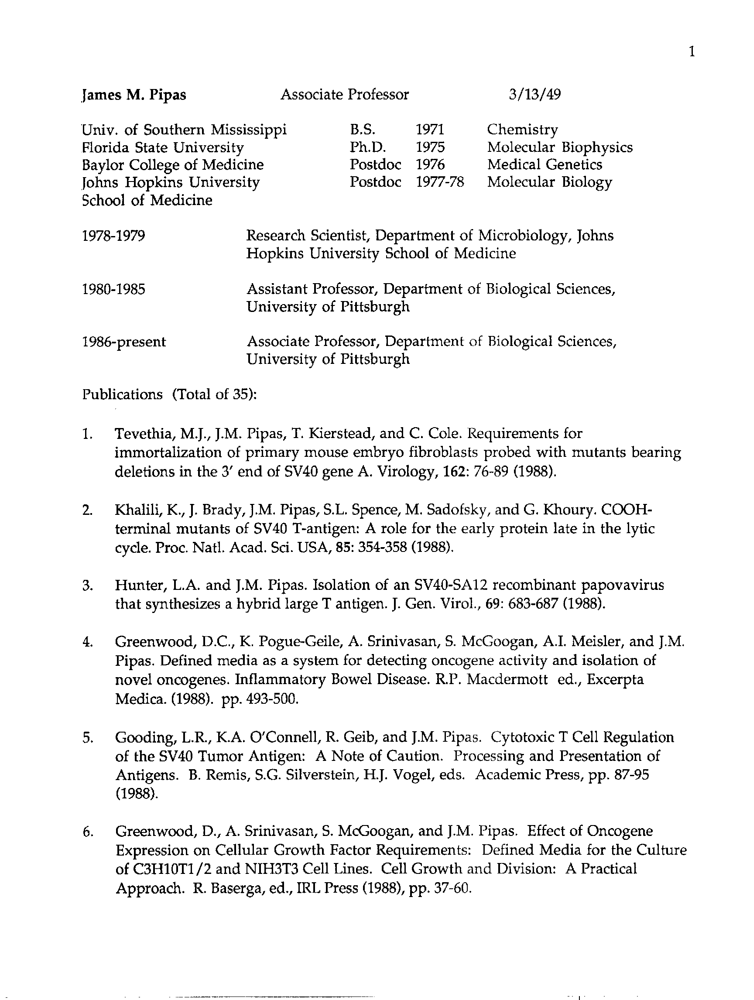 1
James M. Pipas Associate Professor 3/13/49
Univ. of Southern Mississippi B.S. 1971 Chemistry
Florida State University Ph.D. 1975 Molecular Biophysics
Baylor College of Medicine Postdoc 1976 Medical Genetics
Johns Hopkins University Postdoc 1977-78 Molecular Biology
School of Medicine
1978-1979 Research Scientist, Department of Microbiology, Johns
Hopkins University School of Medicine
1980-1985 Assistant Professor, Department of Biological Sciences,
University of Pittsburgh
1986-present Associate Professor, Department of Biological Sciences,
University of Pittsburgh
Publications (Total of 35):
1. Tevethia, M.J., J.M. Pipas, T. Kierstead, and C. Cole. Requirements for
immortalization of primary mouse embryo fibroblasts probed with mutants bearing
deletions in the 3' end of SV40 gene A. Virology, 162: 76-89 (1988).
2. Khalili, K., J. Brady, J.M. Pipas, S.L. Spence, M. Sadofsky, and G. Khoury. COOH-
terminal mutants of SV40 T-antigen: A role for the early protein late in the lytic
cycle. Proc. Natl. Acad. Sci. USA, 85: 354-358 (1988).
3. Hunter, L.A. and J.M. Pipas. Isolation of an SV40-SA12 recombinant papovavirus
that synthesizes a hybrid large T antigen. J. Gen. Virol., 69: 683-687 (1988).
4. Greenwood, D.C., K. Pogue-Geile, A. Srinivasan, S. McGoogan, A.I. Meisler, and J.M.
Pipas. Defined media as a system for detecting oncogene activity and isolation of
novel oncogenes. Inflammatory Bowel Disease. R.P. Macdermott ed., Excerpta
Medica. (1988). pp. 493-500.
5. Gooding, L.R., K.A. O'Connell, R. Geib, and J.M. Pipas. Cytotoxic T Cell Regulation
of the SV40 Tumor Antigen: A Note of Caution. Processing and Presentation of
Antigens. B. Remis, S.G. Silverstein, H.J. Vogel, eds. Academic Press, pp. 87-95
(1988).
6. Greenwood, D., A. Srinivasan, S. McGoogan, and J.M. Pipas. Effect of Oncogene
Expression on Cellular Growth Factor Requirements: Defined Media for the Culture
of C3H10T1/2 and NIH3T3 Cell Lines. Cell Growth and Division: A Practical
Approach. R. Baserga, ed., IRL Press (1988), pp. 37-60.